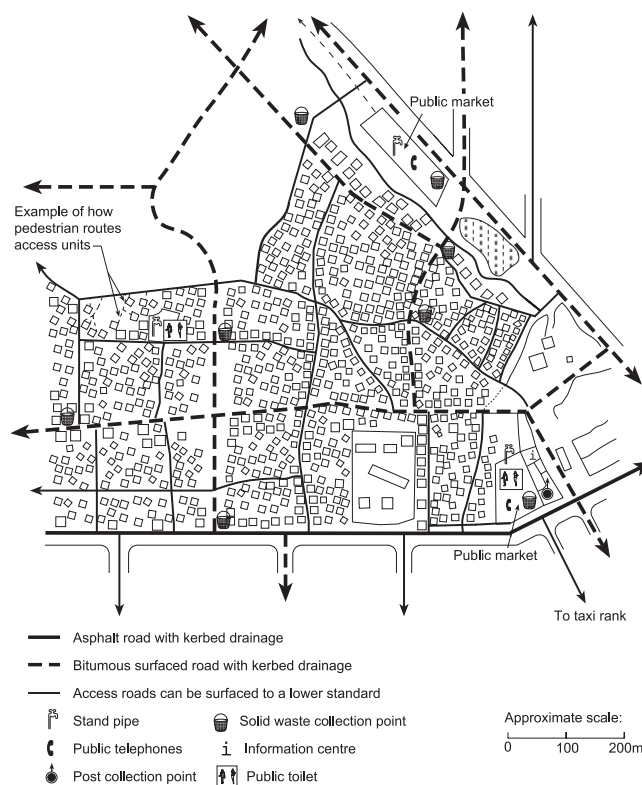 Public market
Example of how
pedestrian routes
access units
i
Public market
To taxi rank
Asphalt road with kerbed drainage
Bitumous surfaced road with kerbed drainage
Access roads can be surfaced to a lower standard
Stand pipe
Solid waste collection point
Public telephones
i Information centre
Post collection point
Public toilet
Approximate scale:
0 100 200m